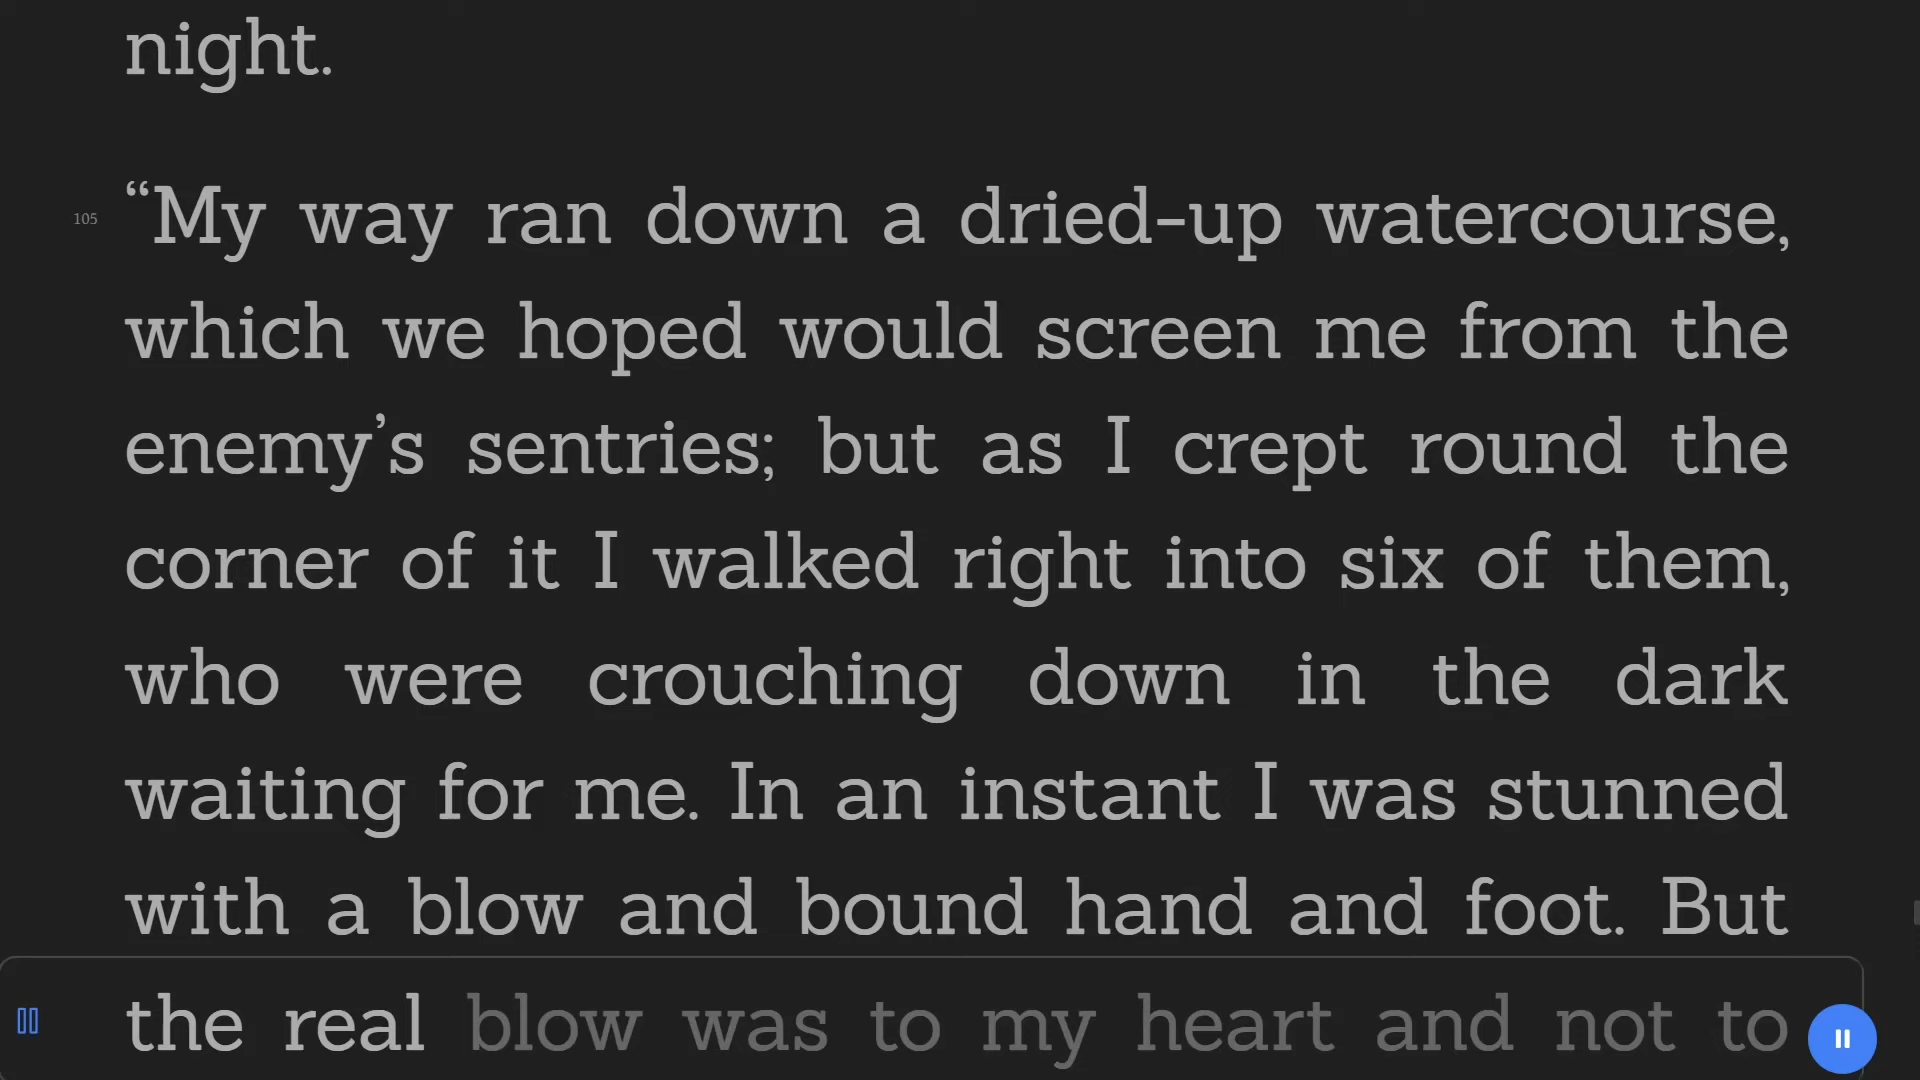 night.
105
“My way ran down a dried-up watercourse,
which we hoped would screen me from the
enemy’s sentries; but as I crept round the
corner of it I walked right into six of them,
who were crouching down in the dark
waiting for me. In an instant I was stunned
with a blow and bound hand and foot. But
the real blow was to my heart and not to